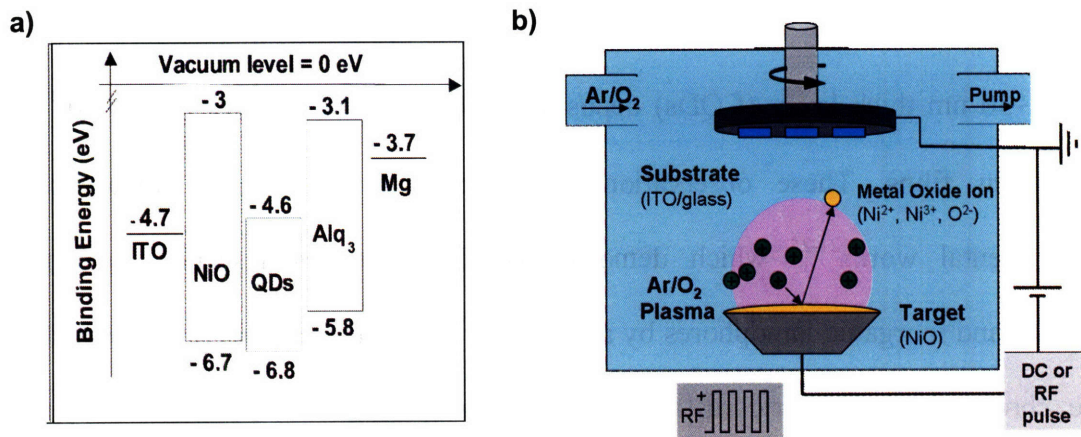 a)
Vacuum level = 0 eV
Binding Energy (eV)
- 3
- 3.1
- 3.7
Mg
- 4.7
ITO
- 4.6
NiO
QDs
Alq3
- 5.8
- 6.7
- 6.8
b)
Ar/O2
Pump
Substrate
(ITO/glass)
Metal Oxide Ion
(Ni²⁺, Ni³⁺, O²⁻)
Ar/O2
Plasma
Target
(NiO)
+
RF
DC or
RF
pulse